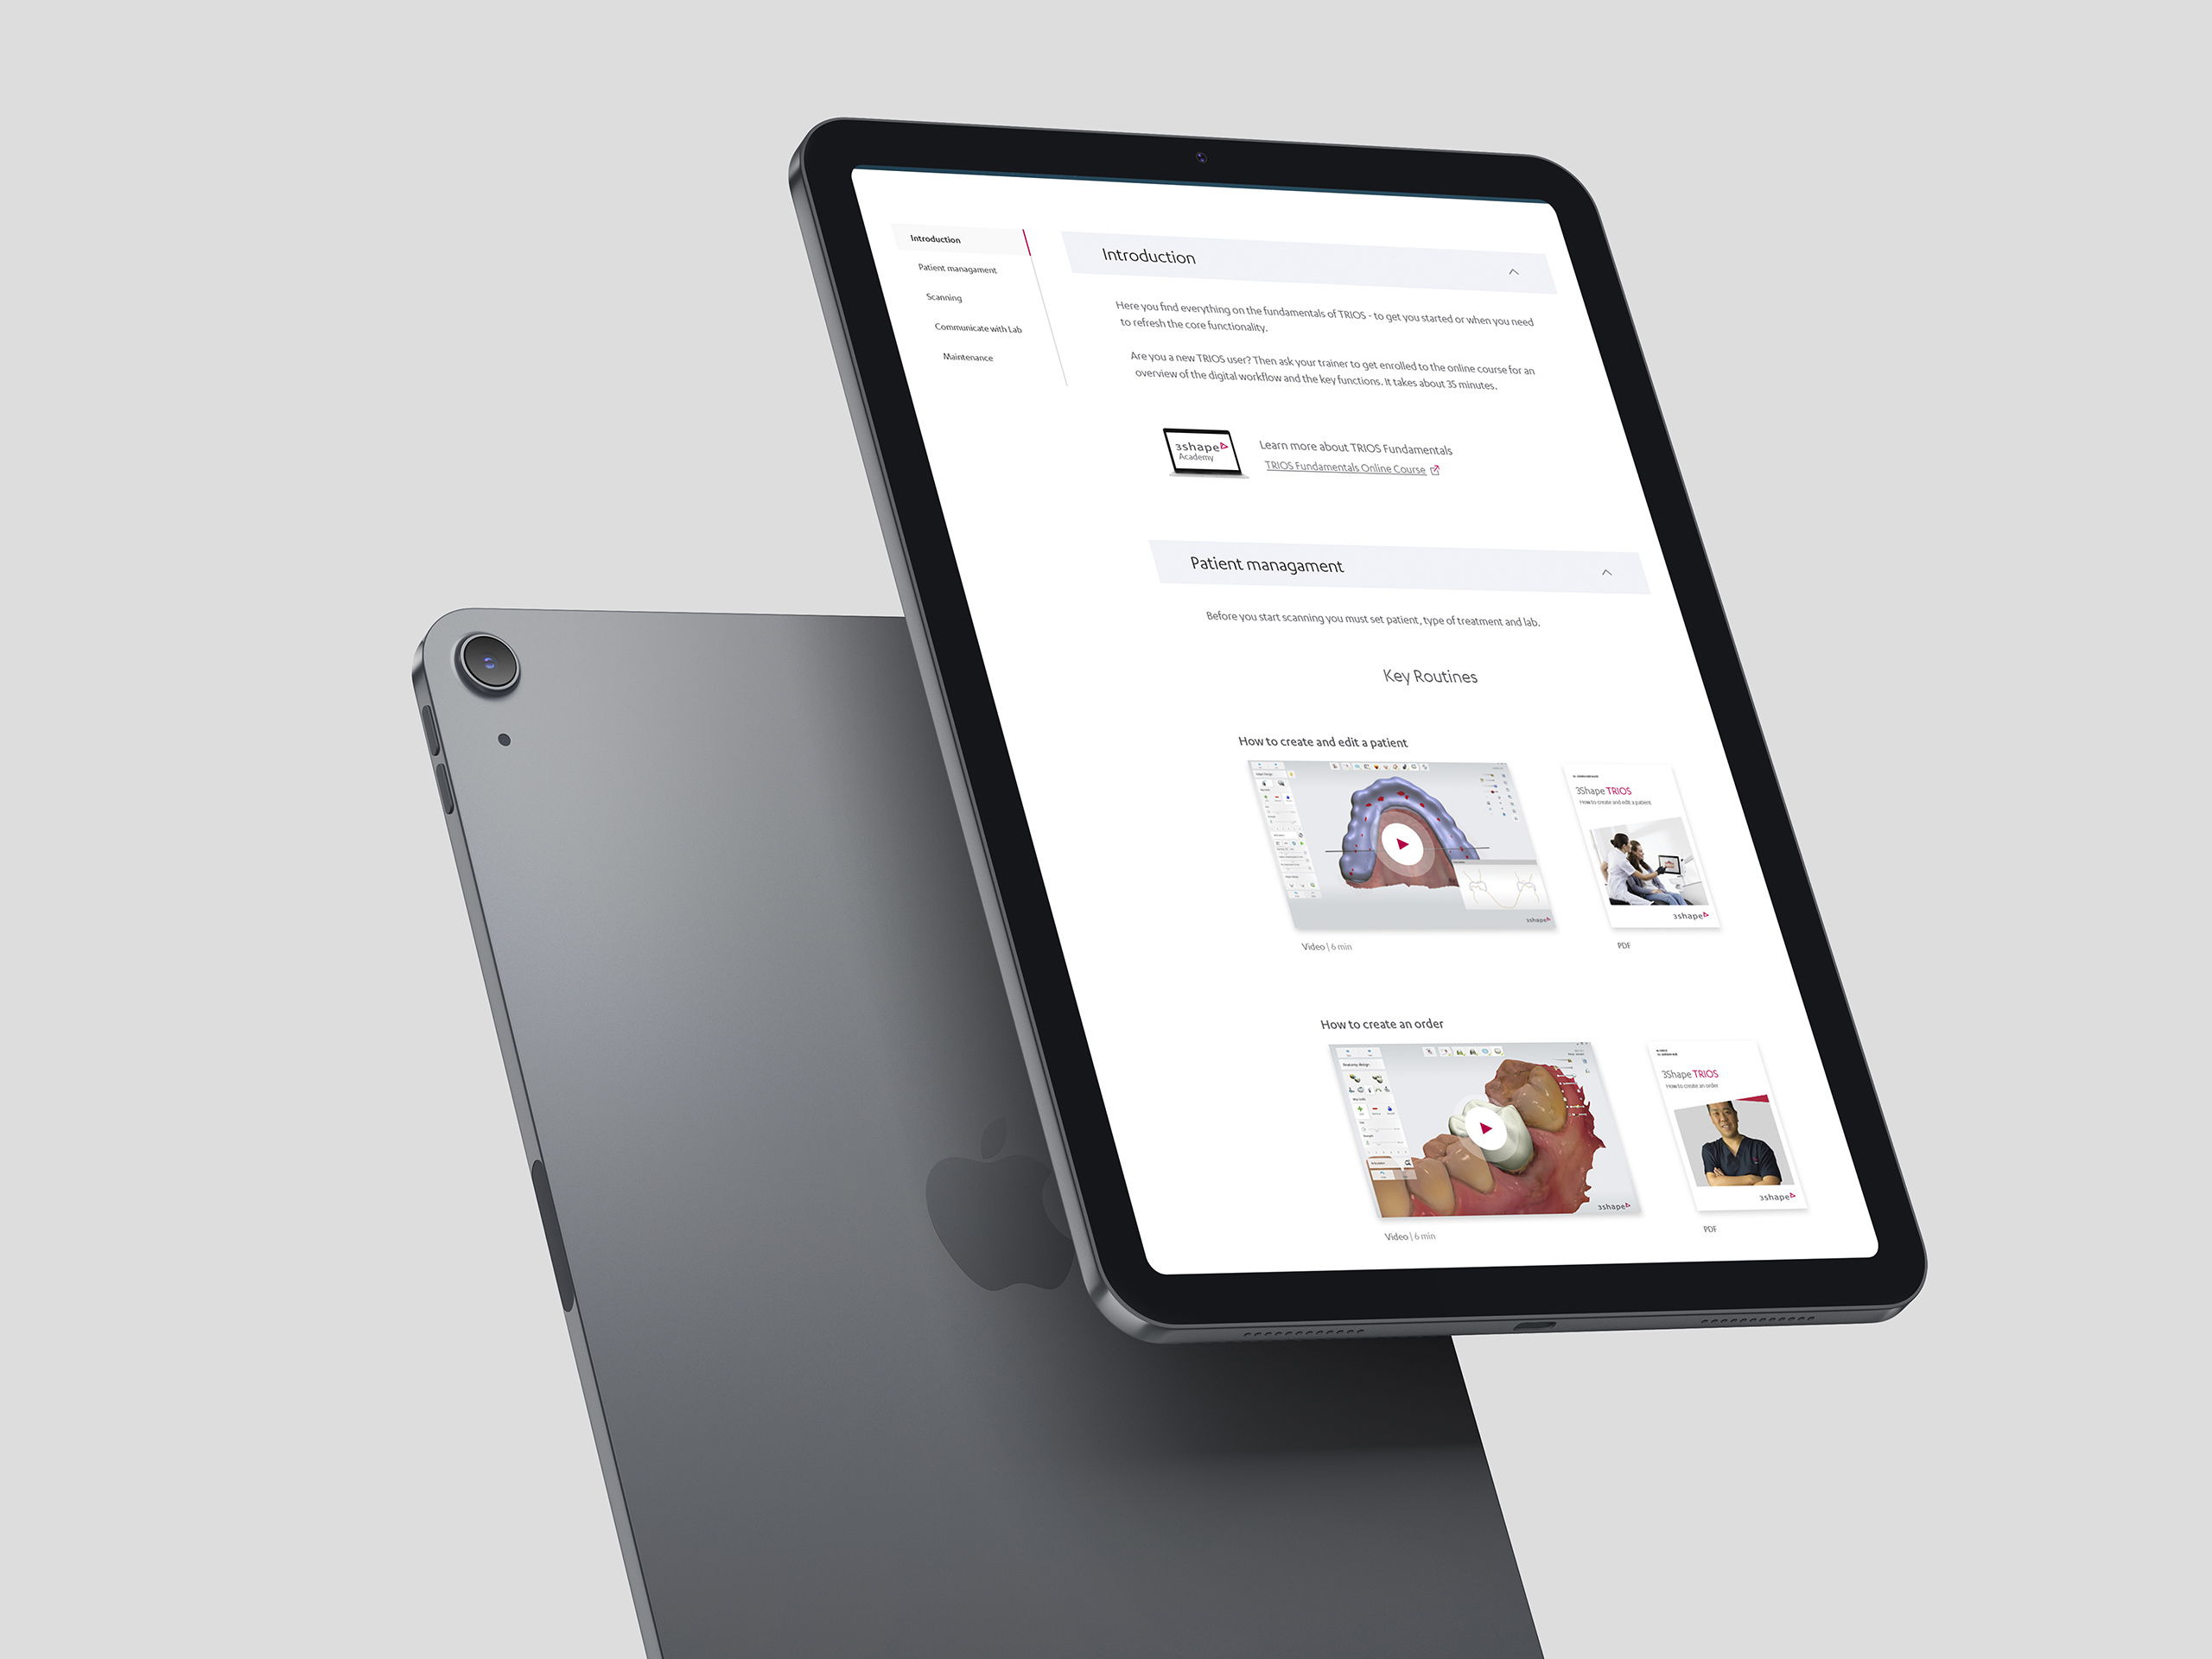 Introduction
Patient managament
Scanning
Communicate with Lab
Maintenance
Introduction
Here you find everything on the fundamentals of TRIOS - to get you started or when you need
to refresh the core functionality.
Are you a new TRIOS user? Then ask your trainer to get enrolled to the online course for an
overview of the digital workflow and the key functions. It takes about 35 minutes.
3shape
Academy
Learn more about TRIOS Fundamentals
TRIOS Fundamentals Online Course
Patient managament
Before you start scanning you must set patient, type of treatment and lab.
Key Routines
How to create and edit a patient
3shape
Video | 6 min
3Shape TRIOS
How to create and edit a patient
3shape
PDF
How to create an order
Anatomy design
3shape
Video | 6 min
3Shape TRIOS
How to create an order
3shape
PDF